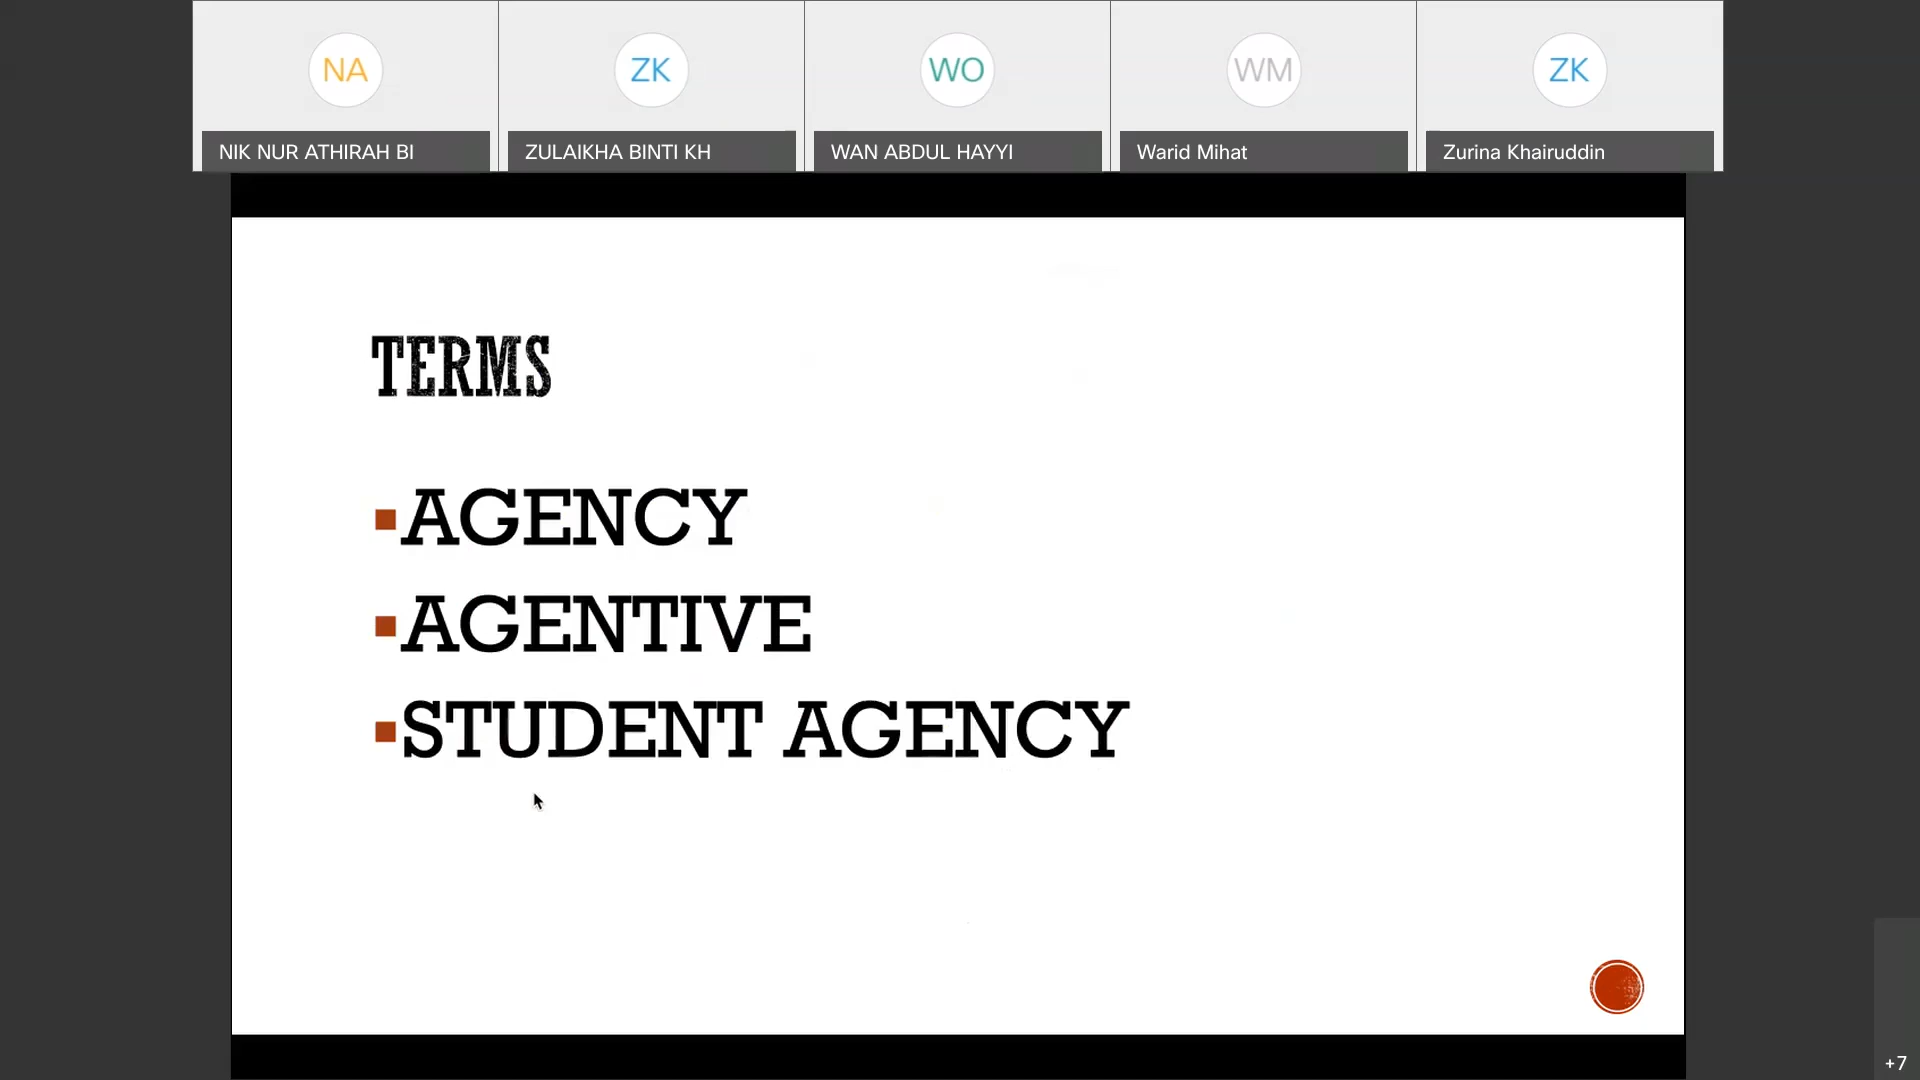 NA
ZK
WO
WM
ZK
NIK NUR ATHIRAH BI
ZULAIKHA BINTI KH
WAN ABDUL HAYYI
Warid Mihat
Zurina Khairuddin
TERMS
AGENCY
AGENTIVE
STUDENT AGENCY
+7